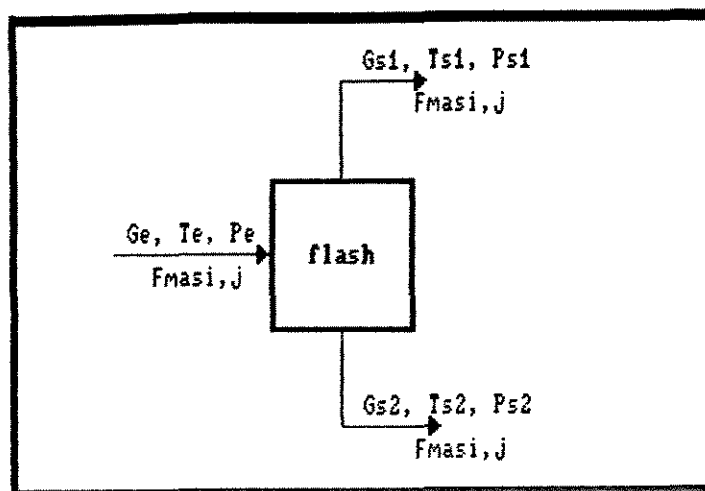 Gs1, Ts1, Ps1
Fmasi,j
Ge, Te, Pe
Fmasi,j
flash
Gs2, Ts2, Ps2
Fmasi,j